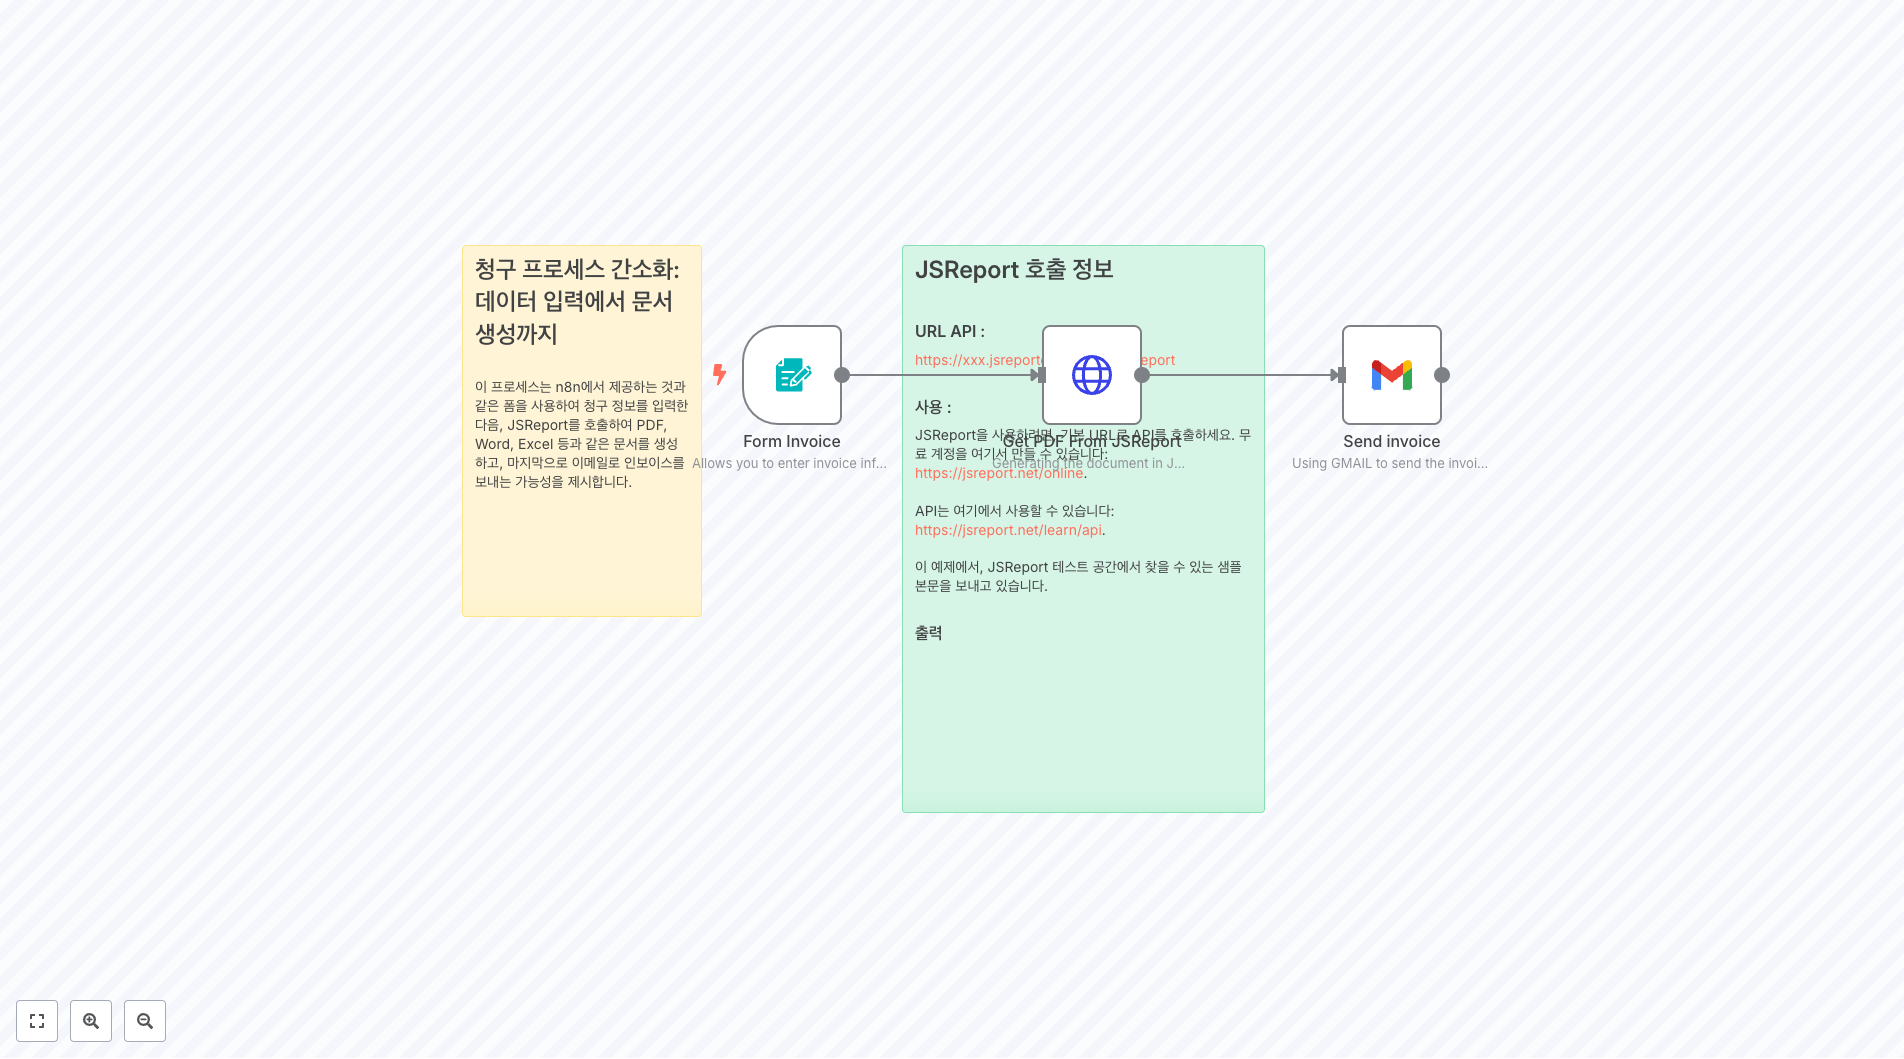 청구 프로세스 간소화:
데이터 입력에서 문서
생성까지
이 프로세스는 n8n에서 제공하는 것과
같은 폼을 사용하여 청구 정보를 입력한
다음, JSReport를 호출하여 PDF,
Word, Excel 등과 같은 문서를 생성
하고, 마지막으로 이메일로 인보이스를
보내는 가능성을 제시합니다.
Form Invoice
Allows you to enter invoice inf...
JSReport 호출 정보
URL API :
https://xxx.jsreport
eport
사용 :
JSReport을 사용하려면, 기본 URL로 API를 호출하세요. 무
료 계정을 여기서 만들 수 있습니다:
https://jsreport.net/online.
API는 여기에서 사용할 수 있습니다:
https://jsreport.net/learn/api.
이 예제에서, JSReport 테스트 공간에서 찾을 수 있는 샘플
본문을 보내고 있습니다.
출력
Get PDF From JSReport
Generating the document in J...
Send invoice
Using GMAIL to send the invoi...